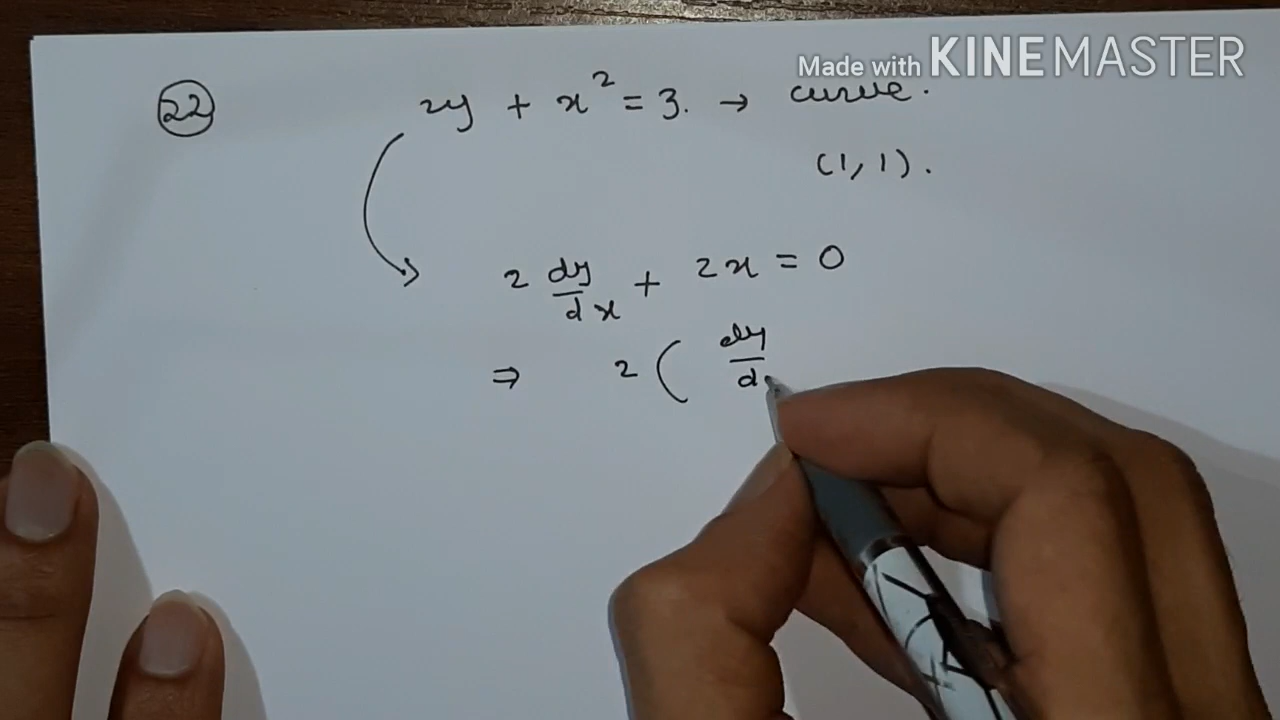 Made with KINEMASTER
22 2y + x² = 3. → curve.
(1, 1).
2 dy/dx + 2x = 0
⇒ 2 ( dy/d